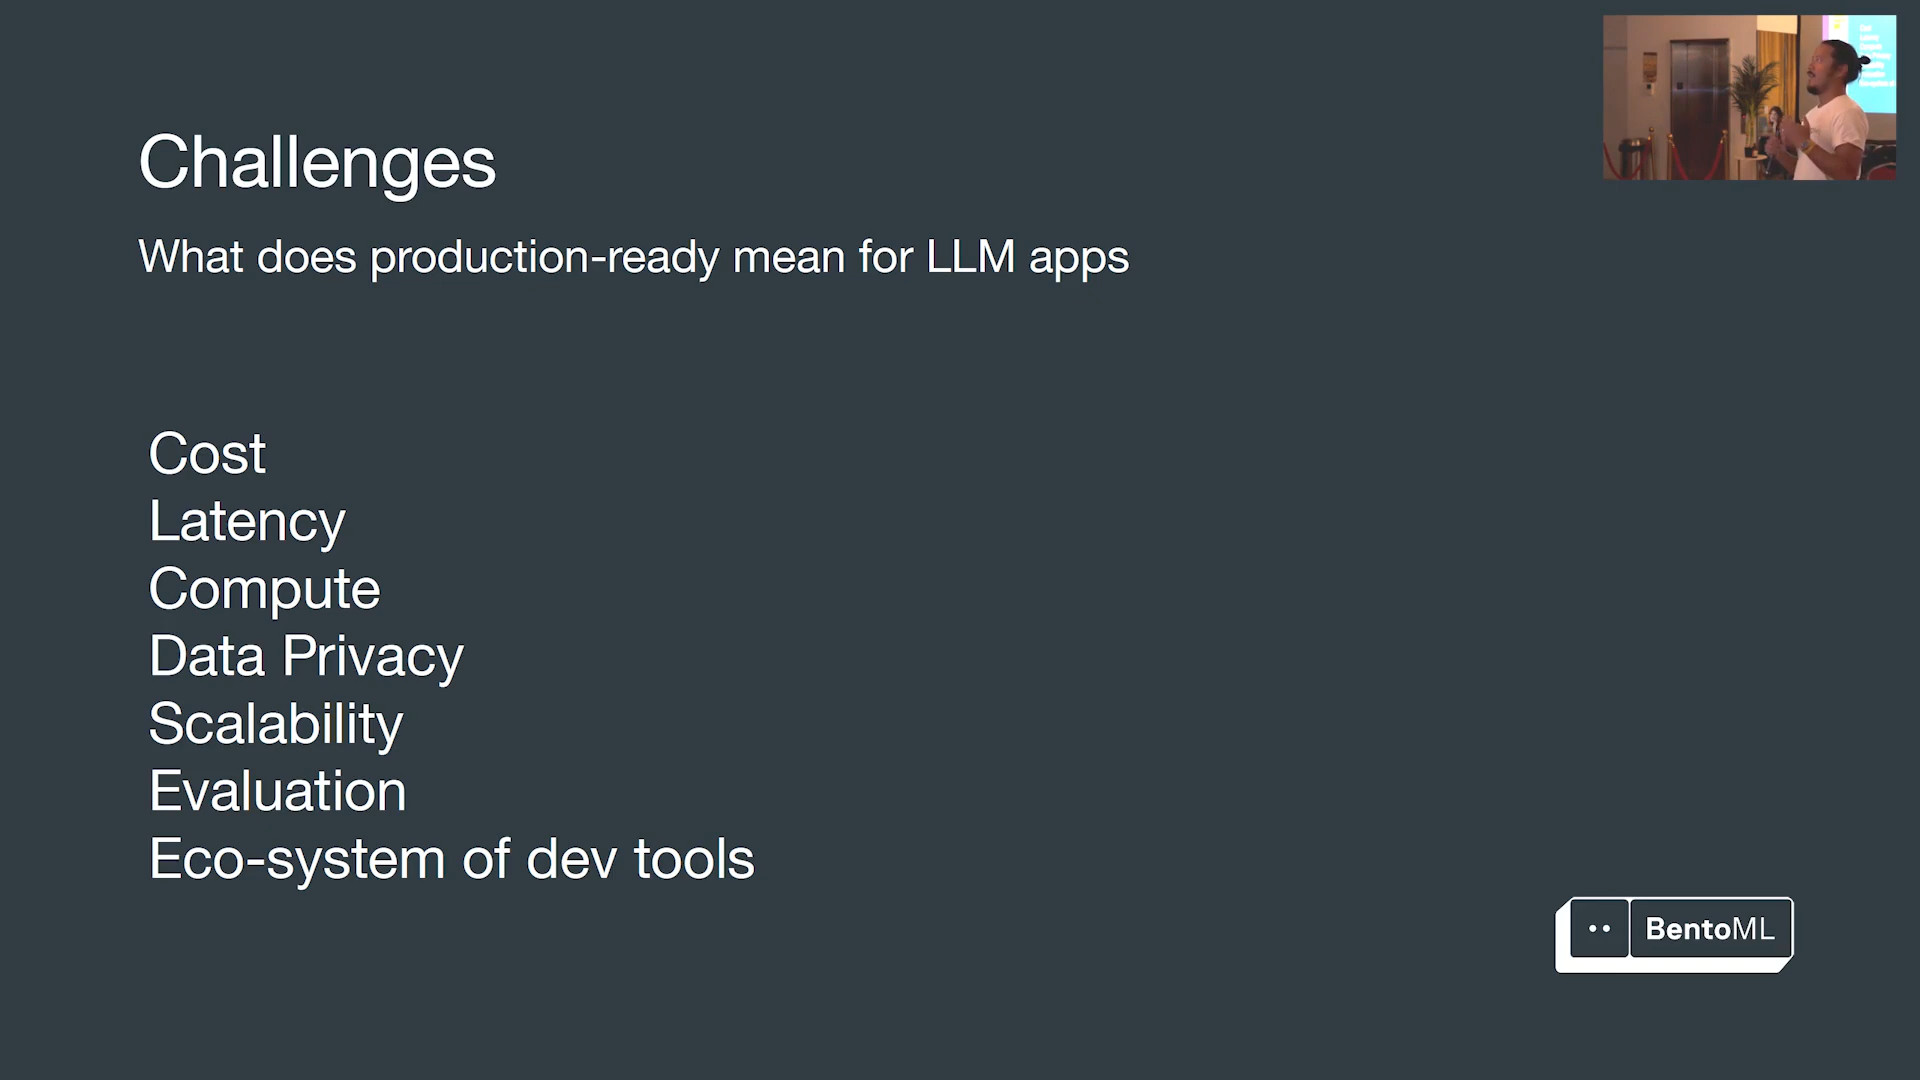 Challenges
What does production-ready mean for LLM apps
Cost
Latency
Compute
Data Privacy
Scalability
Evaluation
Eco-system of dev tools
BentoML